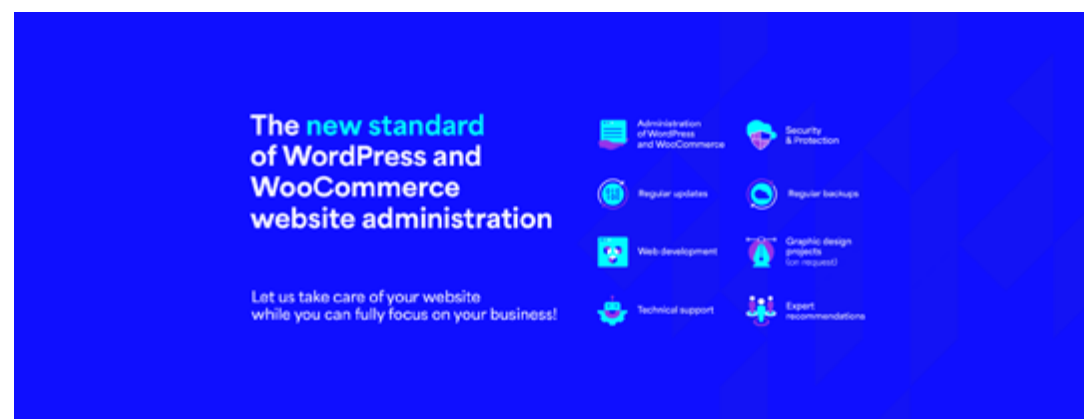 The new standard
of WordPress and
WooCommerce
website administration
Let us take care of your website
while you can fully focus on your business!
Administration
of WordPress
and WooCommerce
Security
& Protection
Regular updates
Regular backups
Web development
Graphic design
projects
(on request)
Technical support
Expert
recommendations